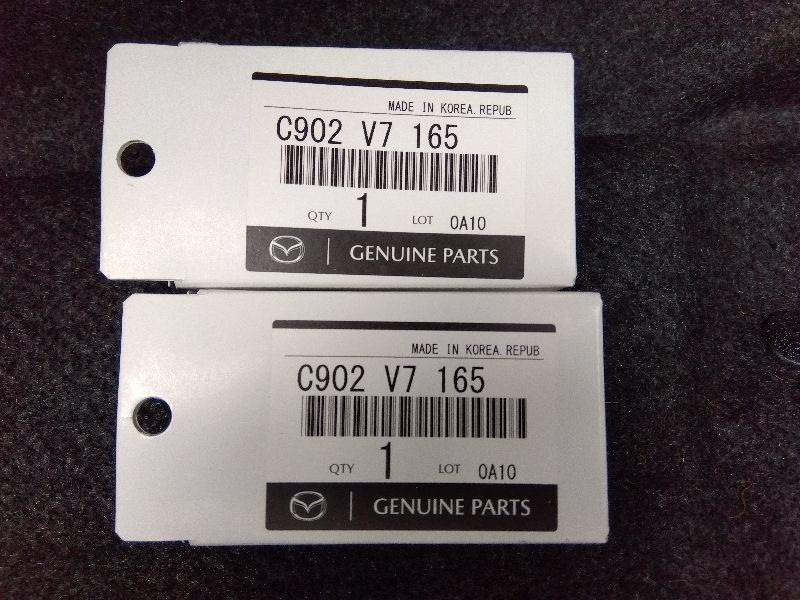 MADE IN KOREA.REPUB
C902 V7 165
QTY 1 LOT 0A10
GENUINE PARTS
MADE IN KOREA.REPUB
C902 V7 165
QTY 1 LOT 0A10
GENUINE PARTS